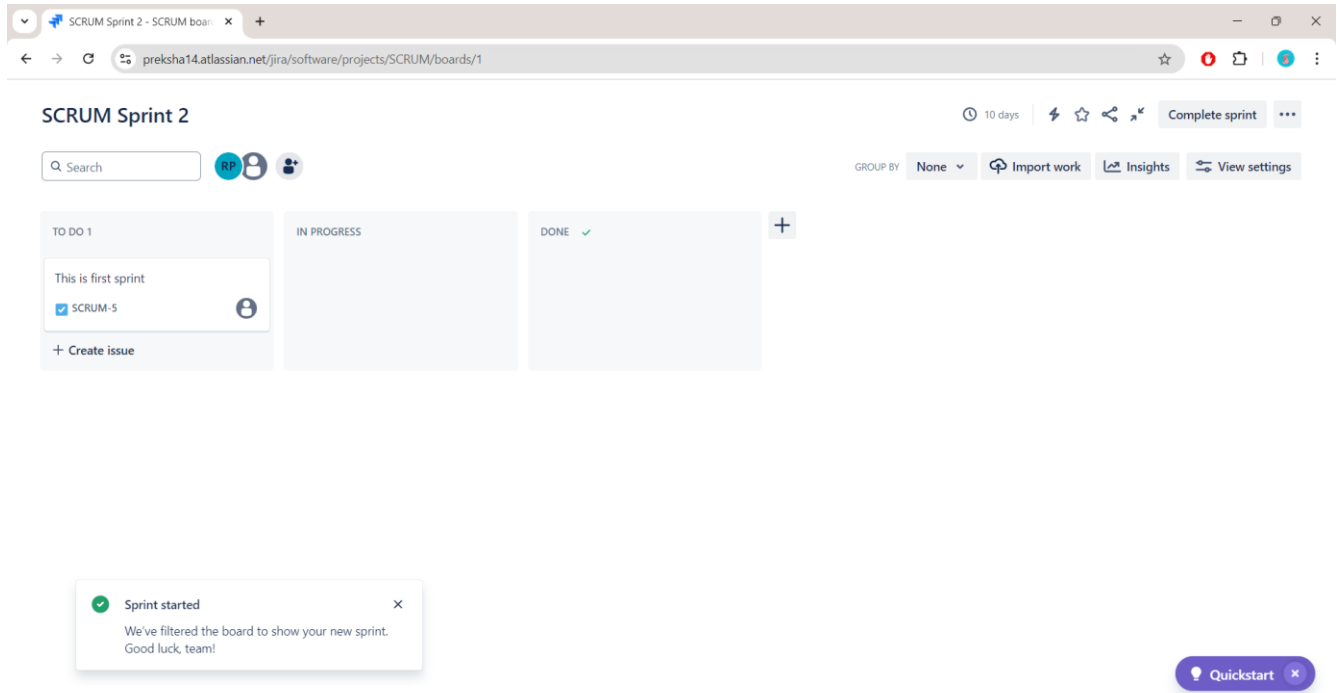 SCRUM Sprint 2 - SCRUM board
preksha14.atlassian.net/jira/software/projects/SCRUM/boards/1
SCRUM Sprint 2
10 days
Complete sprint
Search
RP
GROUP BY None
Import work
Insights
View settings
TO DO 1
IN PROGRESS
DONE
This is first sprint
SCRUM-5
+ Create issue
Sprint started
We've filtered the board to show your new sprint.
Good luck, team!
Quickstart